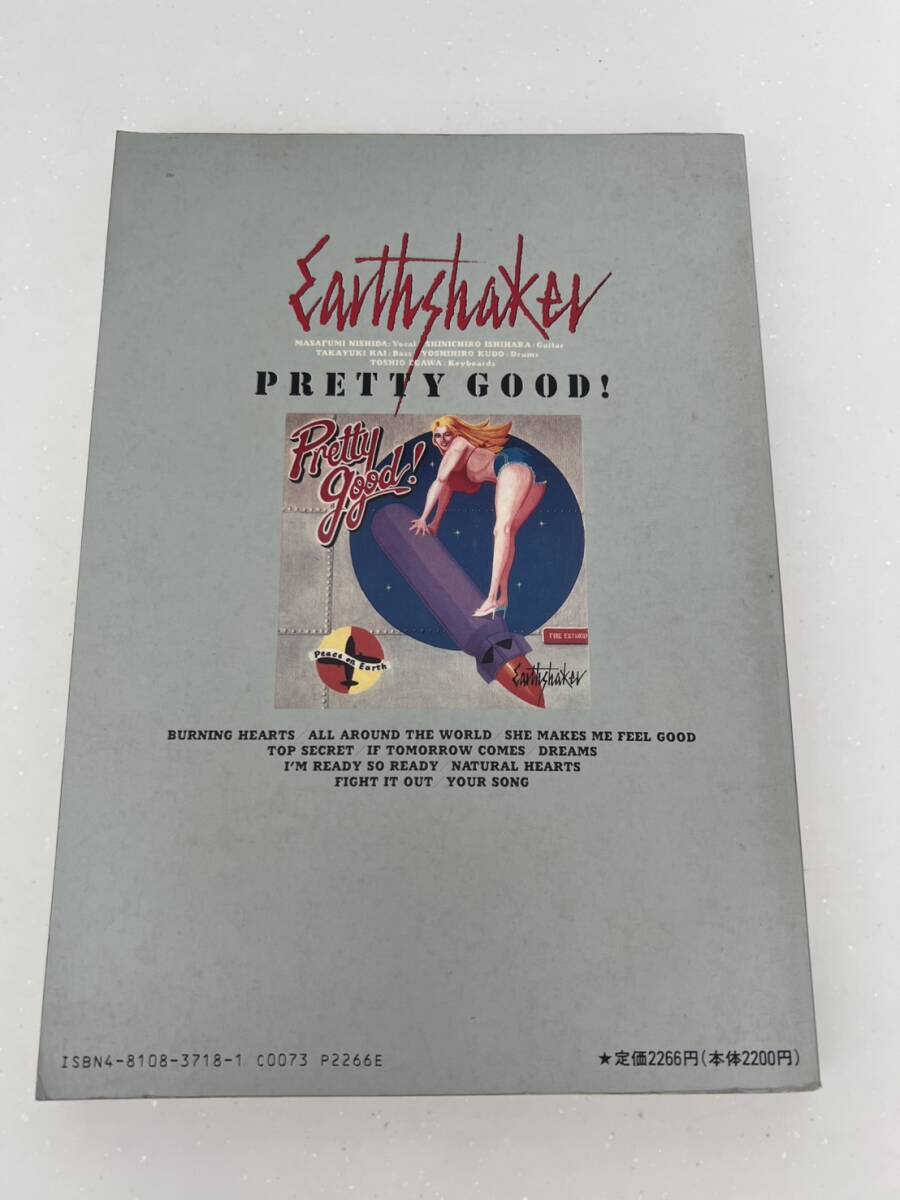 Earthshaker
MASAFUMI NISHIDA : Vocal / SHINICHIRO ISHIHARA : Guitar
TAKAYUKI KAI : Bass / YOSHIHIRO KUDO : Drums
TOSHIO EGAWA : Keyboards
PRETTY GOOD!
Pretty
good!
Peace on Earth
FIRE EXTINGU
Earthshaker
BURNING HEARTS / ALL AROUND THE WORLD / SHE MAKES ME FEEL GOOD
TOP SECRET / IF TOMORROW COMES / DREAMS
I'M READY SO READY / NATURAL HEARTS
FIGHT IT OUT / YOUR SONG
ISBN4-8108-3718-1 C0073 P2266E
★定価2266円(本体2200円)